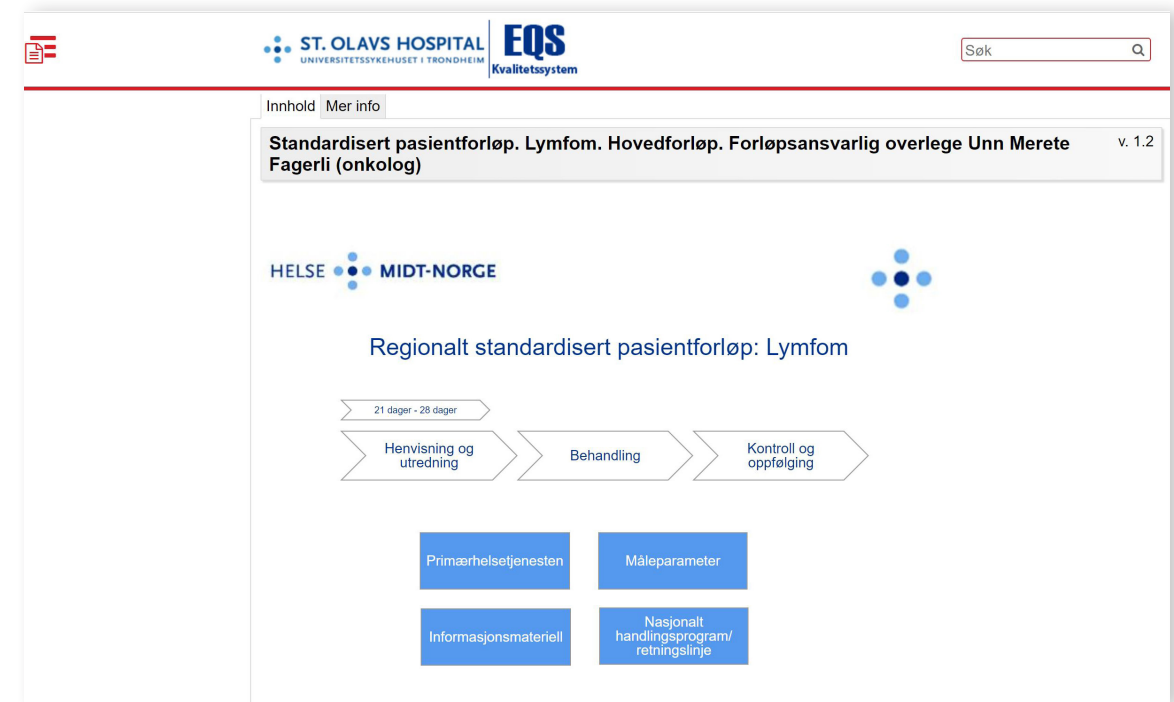 ST. OLAVS HOSPITAL
UNIVERSITETSSYKEHUSET I TRONDHEIM
EQS
Kvalitetssystem
Søk
Innhold
Mer info
Standardisert pasientforløp. Lymfom. Hovedforløp. Forløpsansvarlig overlege Unn Merete
Fagerli (onkolog)
v. 1.2
HELSE MIDT-NORGE
Regionalt standardisert pasientforløp: Lymfom
21 dager - 28 dager
Henvisning og
utredning
Behandling
Kontroll og
oppfølging
Primærhelsetjenesten
Måleparameter
Informasjonsmateriell
Nasjonalt
handlingsprogram/
retningslinje